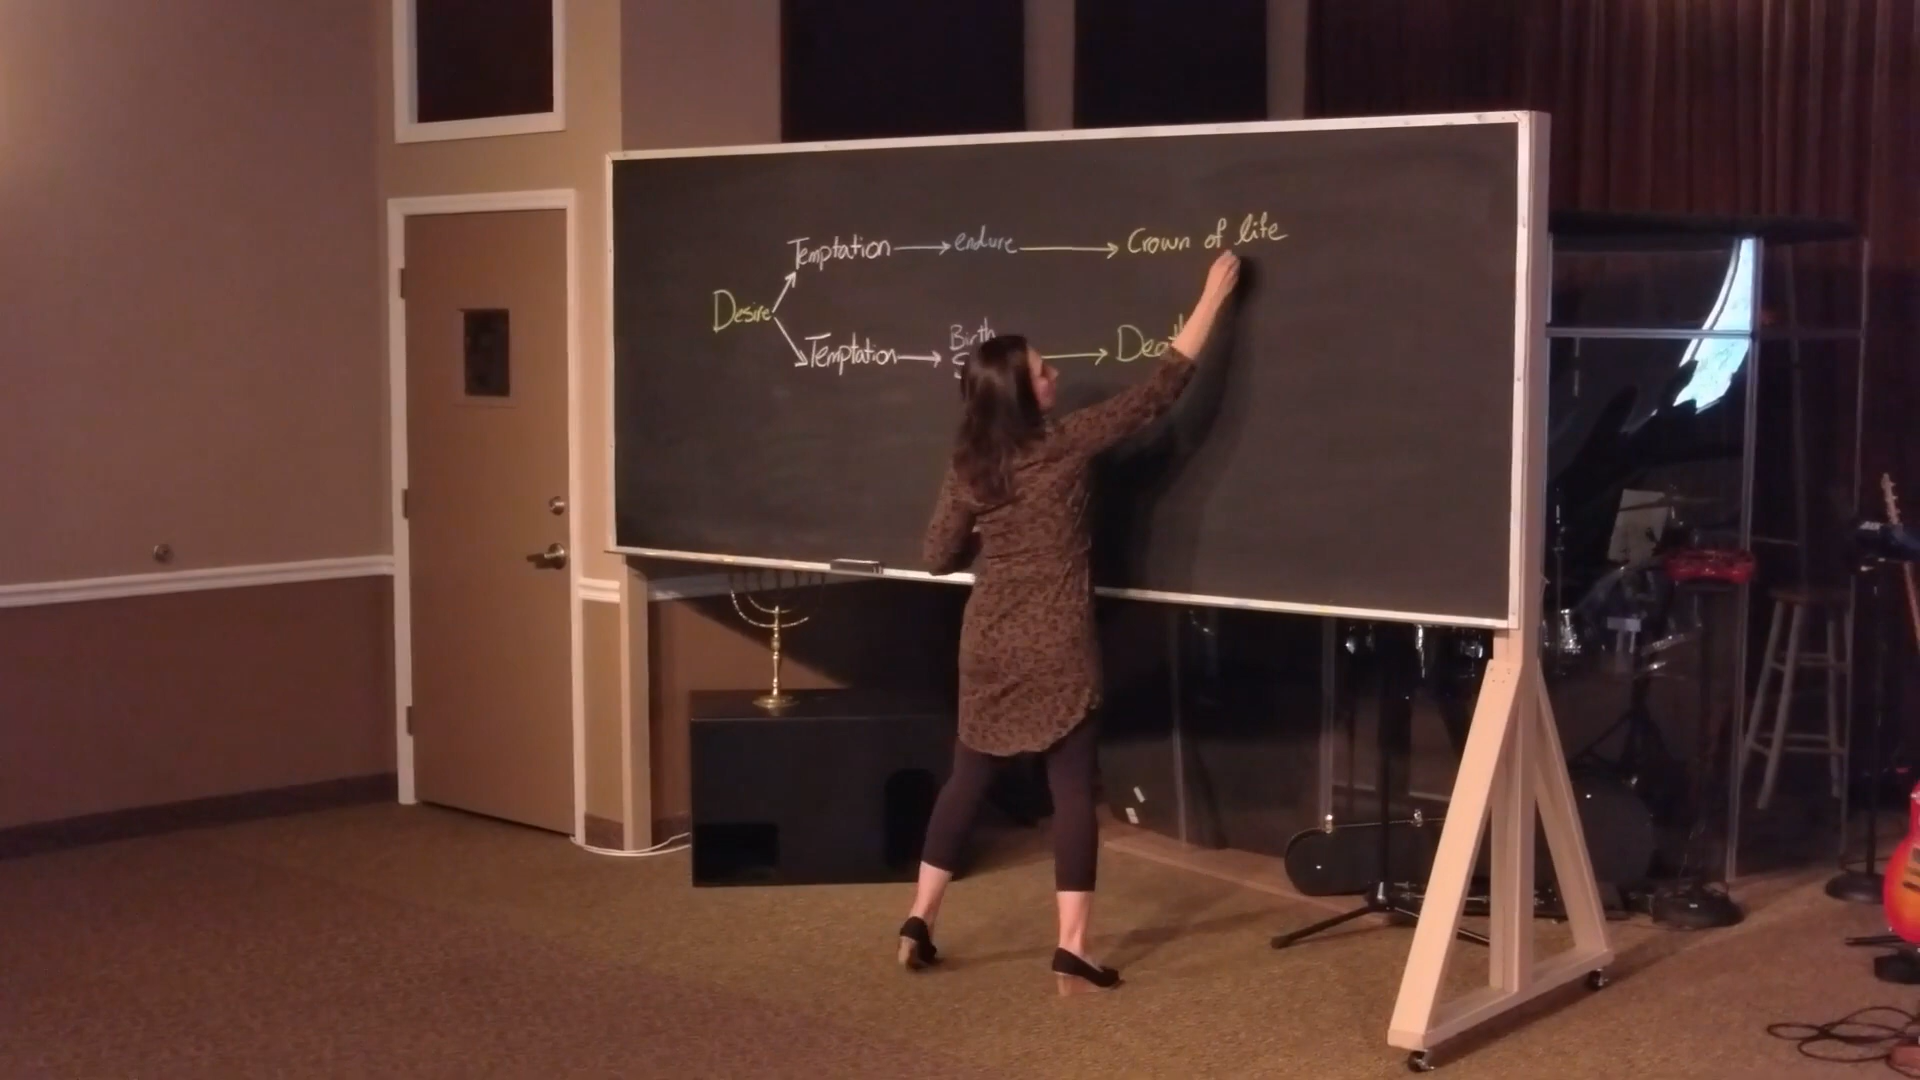 Temptation → endure → Crown of life
Desire
Temptation → Birth →